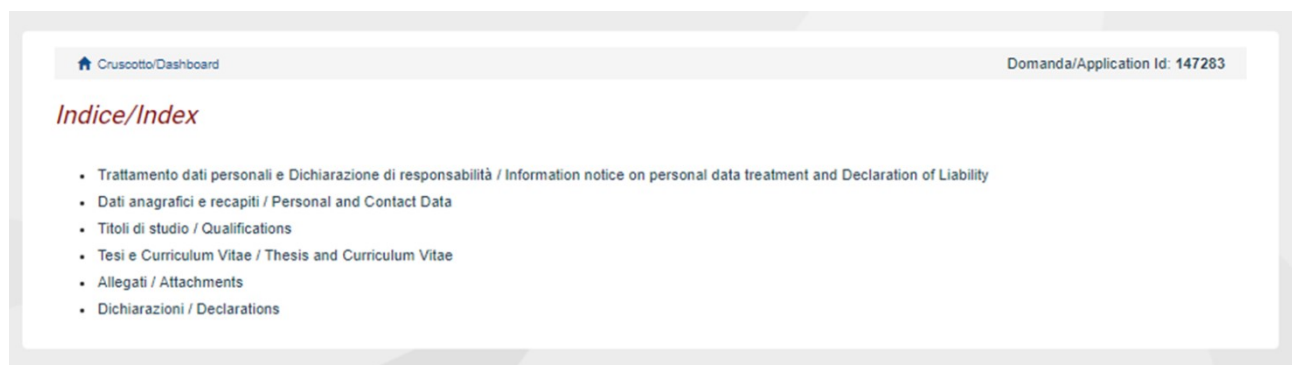 Cruscotto/Dashboard
Domanda/Application Id: 147283
Indice/Index
Trattamento dati personali e Dichiarazione di responsabilità / Information notice on personal data treatment and Declaration of Liability
Dati anagrafici e recapiti / Personal and Contact Data
Titoli di studio / Qualifications
Tesi e Curriculum Vitae / Thesis and Curriculum Vitae
Allegati / Attachments
Dichiarazioni / Declarations